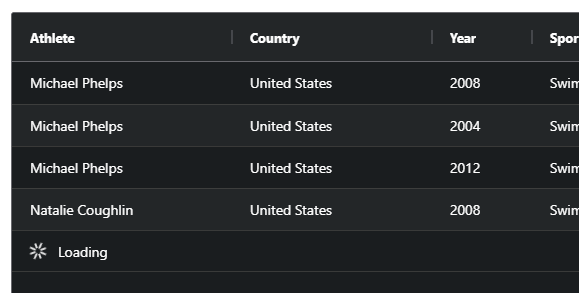 Athlete Country Year Spor
Michael Phelps United States 2008 Swim
Michael Phelps United States 2004 Swim
Michael Phelps United States 2012 Swim
Natalie Coughlin United States 2008 Swim
Loading